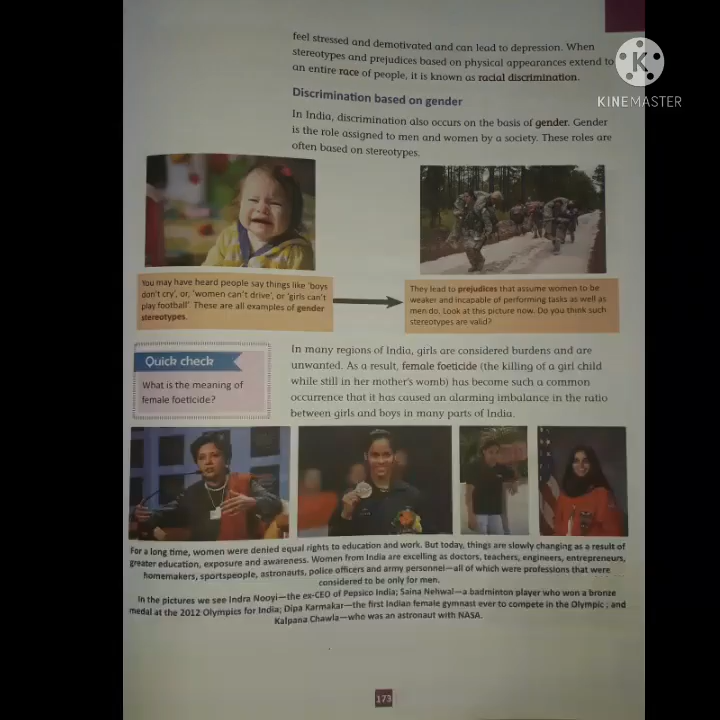 feel stressed and demotivated and can lead to depression. When
stereotypes and prejudices based on physical appearances extend to
an entire race of people, it is known as racial discrimination.
KINEMASTER
Discrimination based on gender
In India, discrimination also occurs on the basis of gender. Gender
is the role assigned to men and women by a society. These roles are
often based on stereotypes.
You may have heard people say things like 'boys
don't cry', or, 'women can't drive', or 'girls can't
play football'. These are all examples of gender
stereotypes.
They lead to prejudices that assume women to be
weaker and incapable of performing tasks as well as
men do. Look at this picture now. Do you think such
stereotypes are valid?
Quick check
What is the meaning of
female foeticide?
In many regions of India, girls are considered burdens and are
unwanted. As a result, female foeticide (the killing of a girl child
while still in her mother's womb) has become such a common
occurrence that it has caused an alarming imbalance in the ratio
between girls and boys in many parts of India.
For a long time, women were denied equal rights to education and work. But today, things are slowly changing as a result of
greater education, exposure and awareness. Women from India are excelling as doctors, teachers, engineers, entrepreneurs,
homemakers, sportspeople, astronauts, police officers and army personnel—all of which were professions that were
considered to be only for men.
In the pictures we see Indra Nooyi—the ex-CEO of Pepsico India; Saina Nehwal—a badminton player who won a bronze
medal at the 2012 Olympics for India; Dipa Karmakar—the first Indian female gymnast ever to compete in the Olympic ; and
Kalpana Chawla—who was an astronaut with NASA.
173